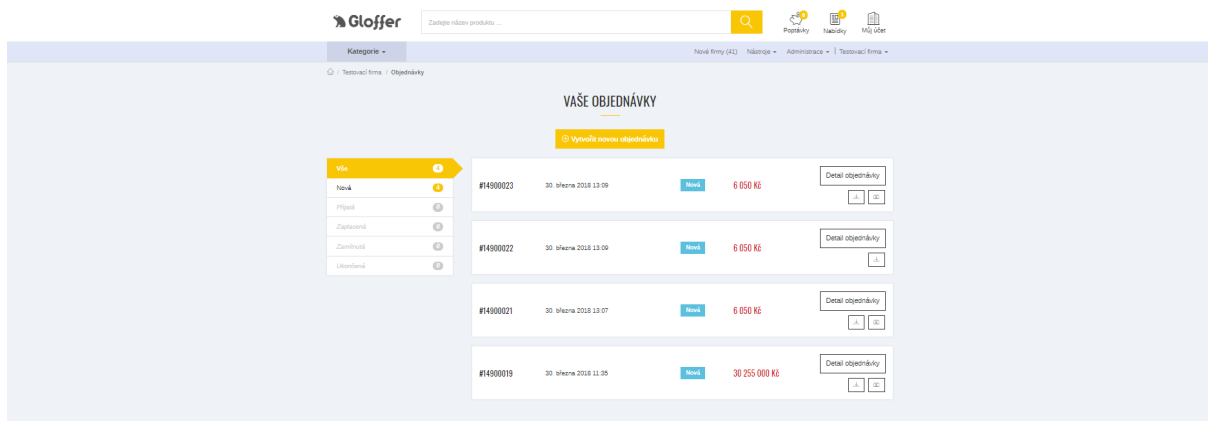 Gloffer
Zadejte název produktu ...
Poptávky
Nabídky
Můj účet
Kategorie
Nové firmy (41) Nástroje Administrace | Testovací firma
/ Testovací firma / Objednávky
VAŠE OBJEDNÁVKY
Vytvořit novou objednávku
Vše 4
Nová 4
Přijatá 0
Zaplacená 0
Zamítnutá 0
Ukončená 0
#14900023 30. března 2018 13:09 Nová 6 050 Kč Detail objednávky
#14900022 30. března 2018 13:09 Nová 6 050 Kč Detail objednávky
#14900021 30. března 2018 13:07 Nová 6 050 Kč Detail objednávky
#14900019 30. března 2018 11:35 Nová 30 255 000 Kč Detail objednávky